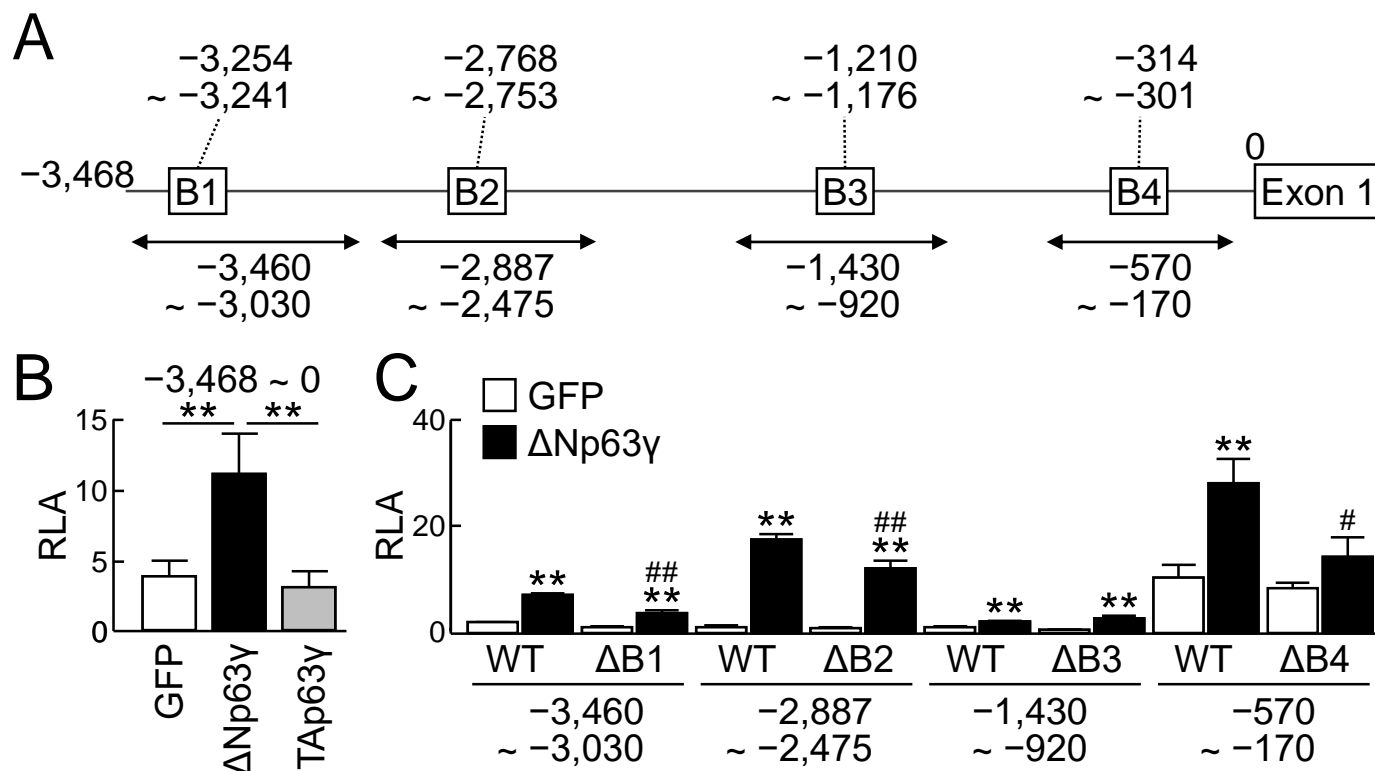 A
−3,254
~ −3,241
−2,768
~ −2,753
−1,210
~ −1,176
−314
~ −301
−3,468
B1
B2
B3
B4
0
Exon 1
−3,460
~ −3,030
−2,887
~ −2,475
−1,430
~ −920
−570
~ −170
B
−3,468 ~ 0
** **
RLA
15
10
5
0
GFP
ΔNp63γ
TAp63γ
C
GFP
ΔNp63γ
RLA
40
20
0
**
##
**
**
##
**
**
**
**
#
WT ΔB1 WT ΔB2 WT ΔB3 WT ΔB4
−3,460
~ −3,030
−2,887
~ −2,475
−1,430
~ −920
−570
~ −170